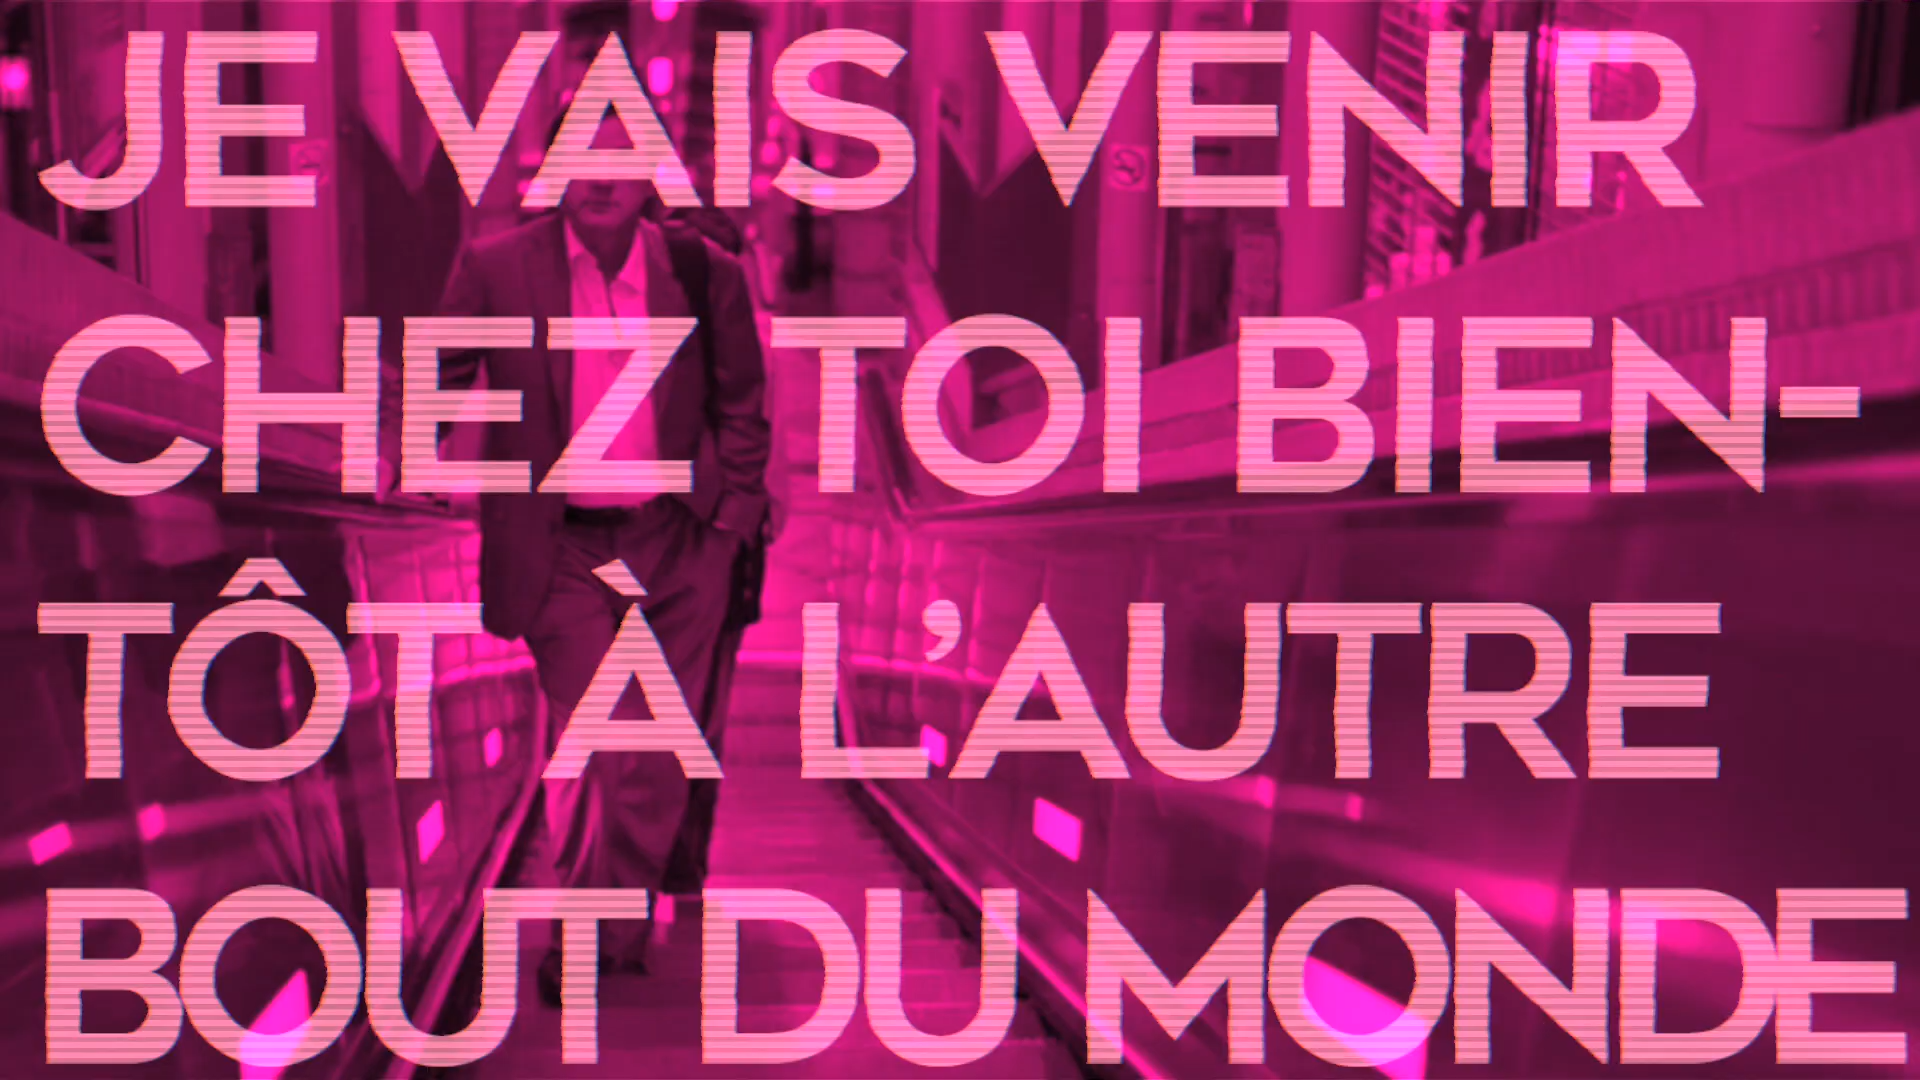 JE VAIS VENIR
CHEZ TOI BIEN-
TÔT À L’AUTRE
BOUT DU MONDE